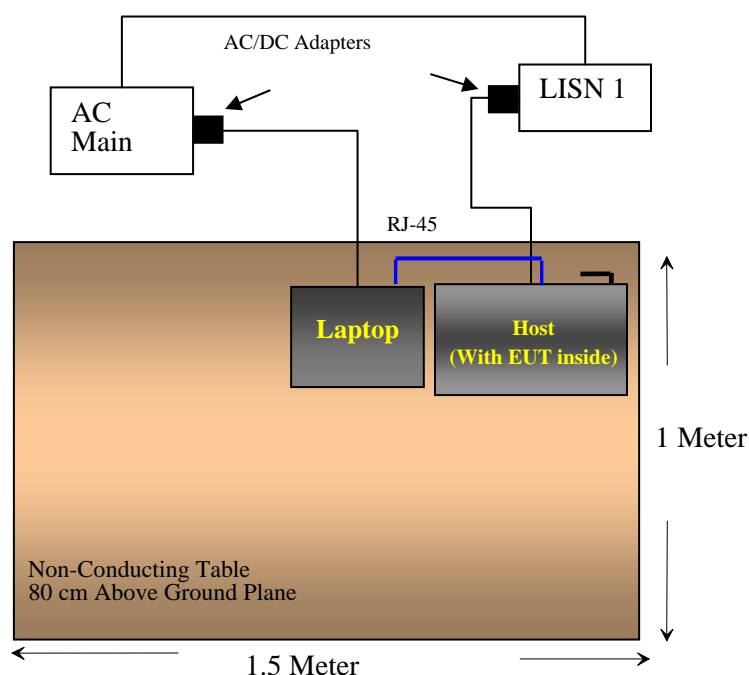 AC/DC Adapters
AC
Main
LISN 1
RJ-45
Laptop
Host
(With EUT inside)
1 Meter
Non-Conducting Table
80 cm Above Ground Plane
1.5 Meter